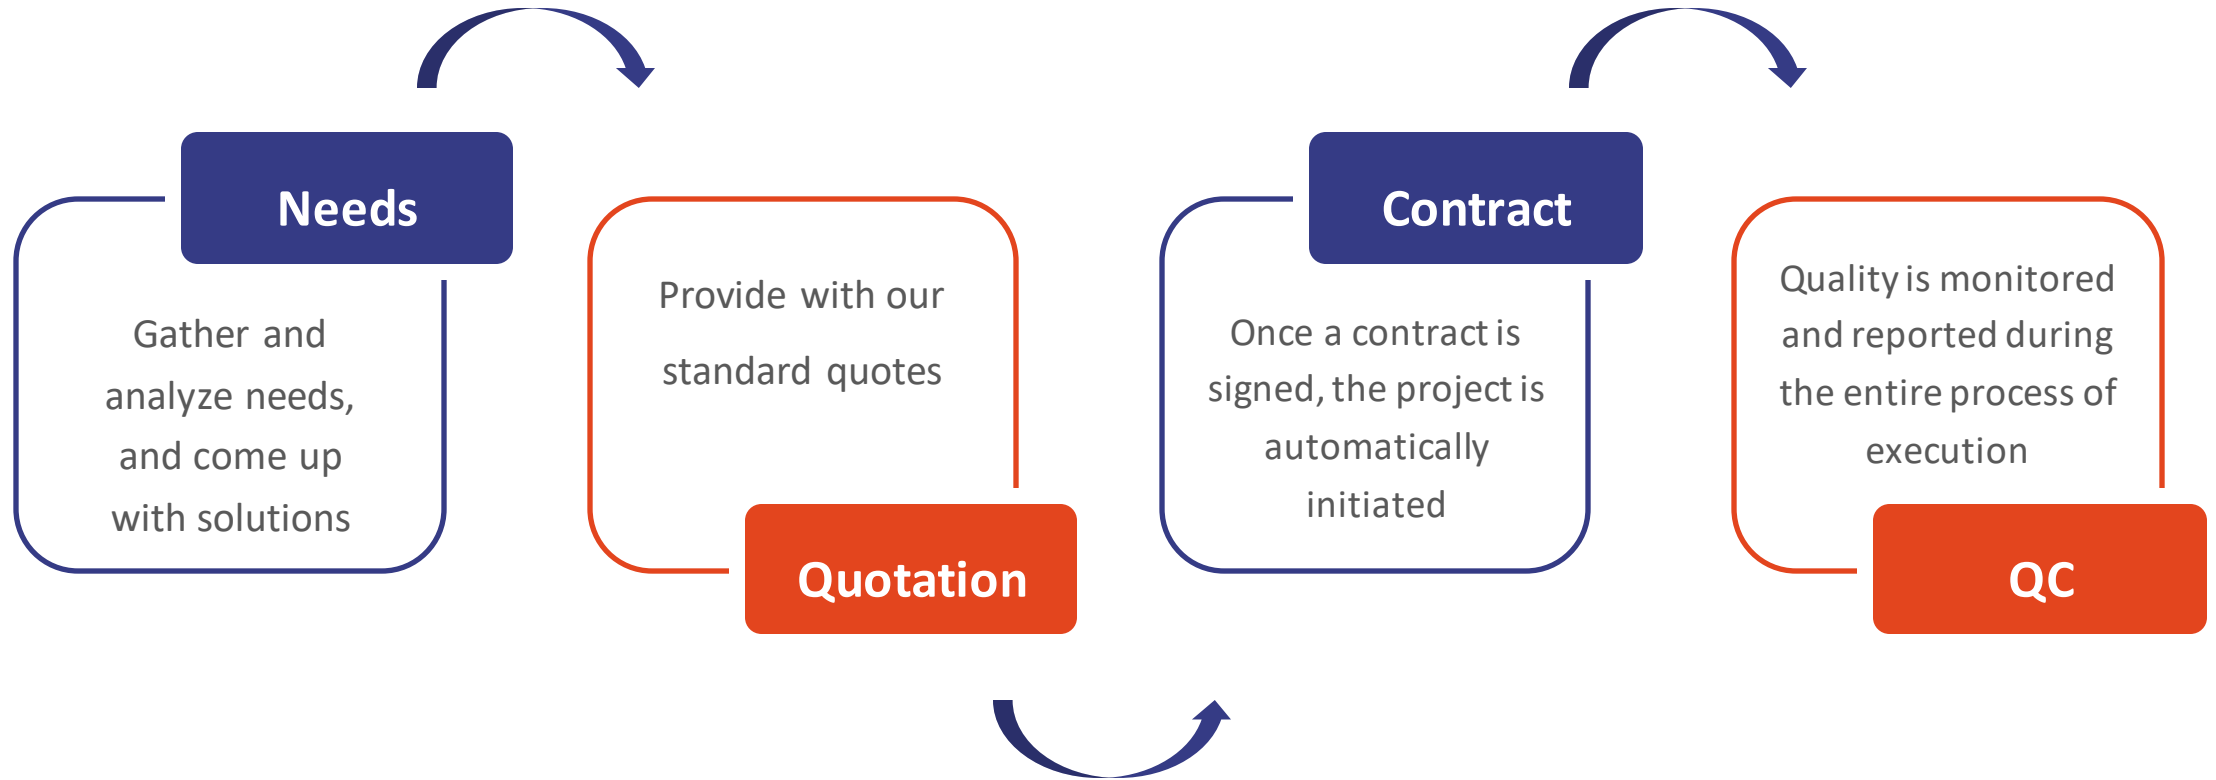 Needs
Gather and
analyze needs,
and come up
with solutions
Provide with our
standard quotes
Quotation
Contract
Once a contract is
signed, the project is
automatically
initiated
Quality is monitored
and reported during
the entire process of
execution
QC